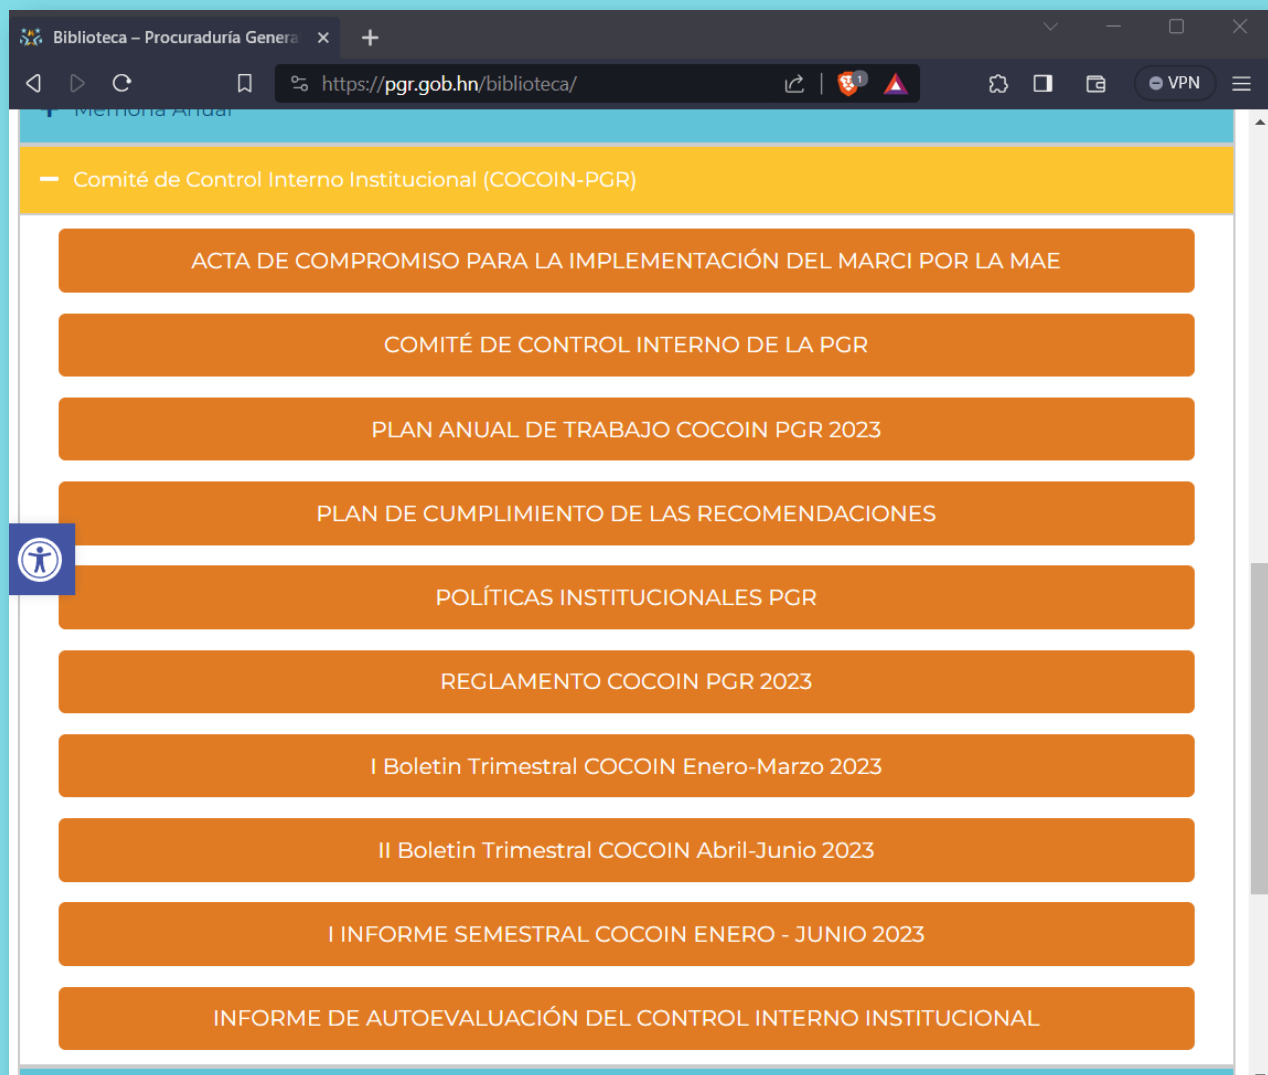 Biblioteca – Procuraduría Genera
https://pgr.gob.hn/biblioteca/
1
VPN
Memoria Anual
Comité de Control Interno Institucional (COCOIN-PGR)
ACTA DE COMPROMISO PARA LA IMPLEMENTACIÓN DEL MARCI POR LA MAE
COMITÉ DE CONTROL INTERNO DE LA PGR
PLAN ANUAL DE TRABAJO COCOIN PGR 2023
PLAN DE CUMPLIMIENTO DE LAS RECOMENDACIONES
POLÍTICAS INSTITUCIONALES PGR
REGLAMENTO COCOIN PGR 2023
I Boletin Trimestral COCOIN Enero-Marzo 2023
II Boletin Trimestral COCOIN Abril-Junio 2023
I INFORME SEMESTRAL COCOIN ENERO - JUNIO 2023
INFORME DE AUTOEVALUACIÓN DEL CONTROL INTERNO INSTITUCIONAL